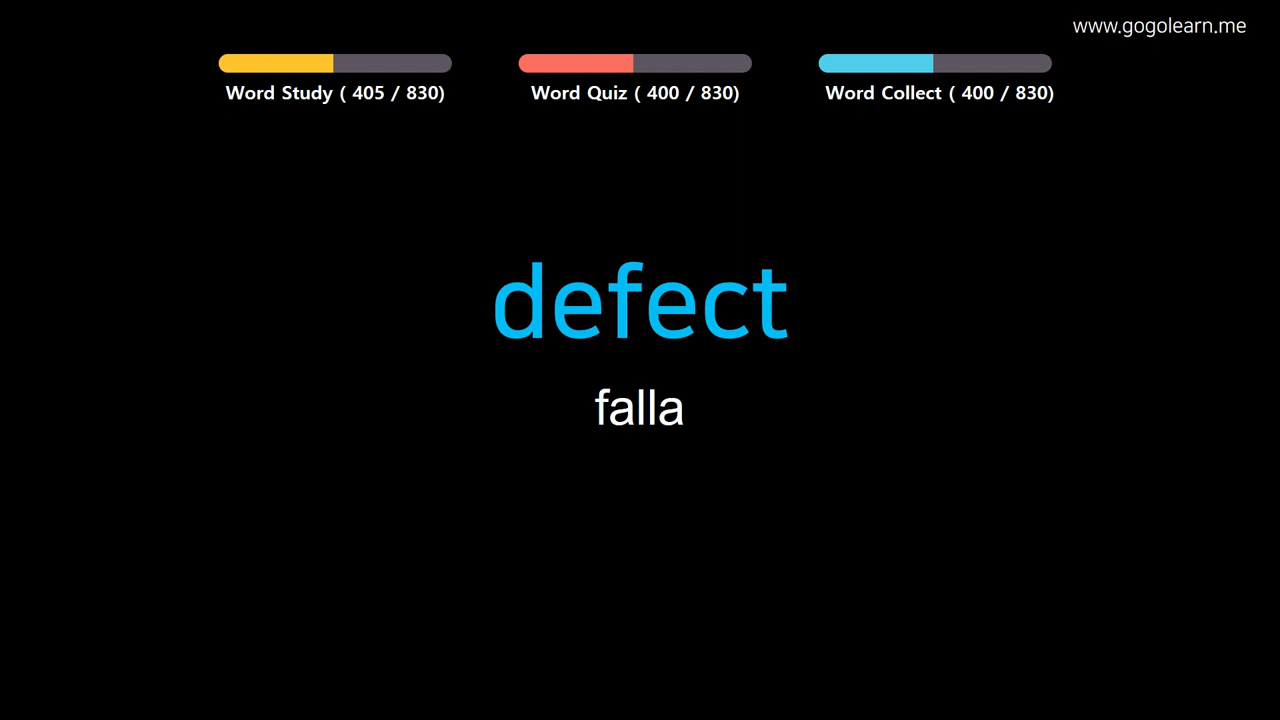 www.gogolearn.me
Word Study ( 405 / 830)
Word Quiz ( 400 / 830)
Word Collect ( 400 / 830)
defect
falla